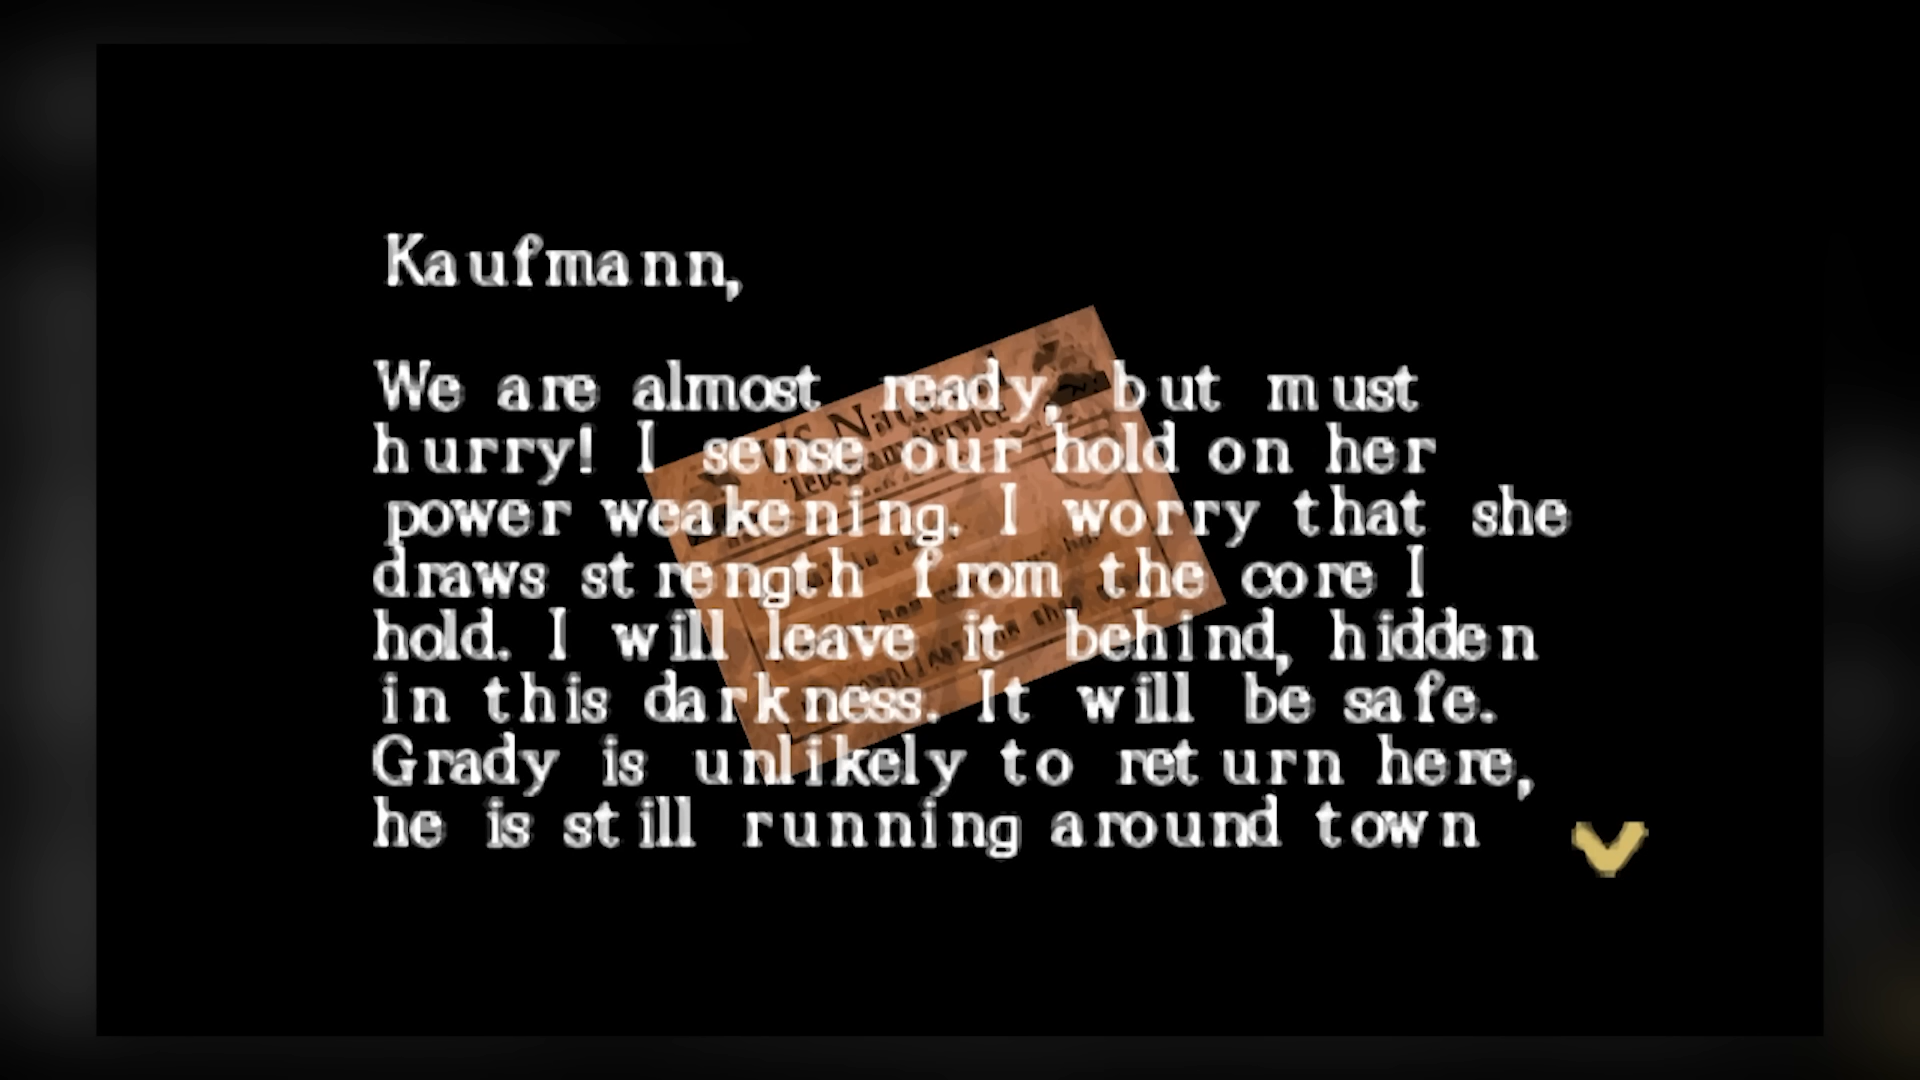 Kaufmann,
We are almost ready, but must
hurry! I sense our hold on her
power weakening. I worry that she
draws strength from the core I
hold. I will leave it behind, hidden
in this darkness. It will be safe.
Grady is unlikely to return here,
he is still running around town